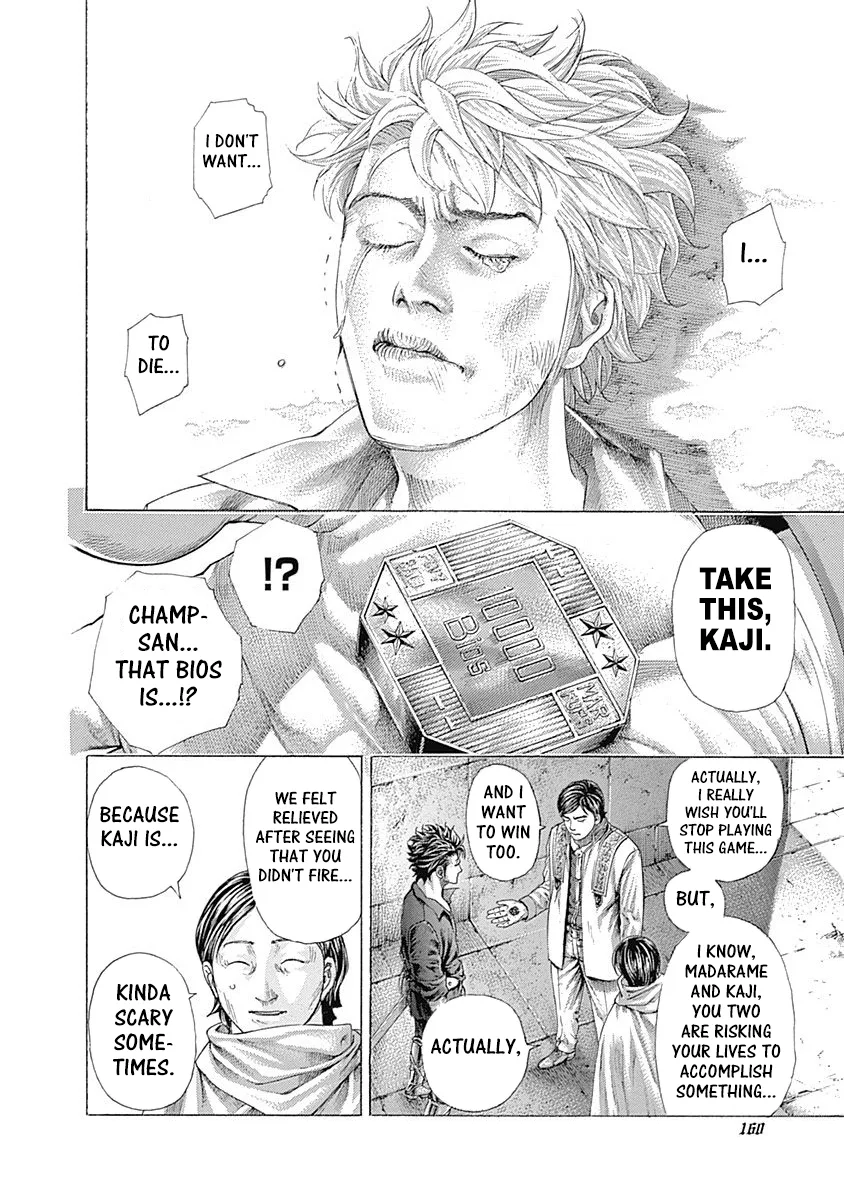 I...
I DON'T
WANT...
TO
DIE...
TAKE
THIS,
KAJI.
10000
Bios
!?
CHAMP-
SAN...
THAT BIOS
IS...!?
ACTUALLY,
I REALLY
WISH YOU'LL
STOP PLAYING
THIS GAME...
BUT,
I KNOW,
MADARAME
AND KAJI,
YOU TWO
ARE RISKING
YOUR LIVES TO
ACCOMPLISH
SOMETHING...
AND I
WANT
TO WIN
TOO.
ACTUALLY,
WE FELT
RELIEVED
AFTER SEEING
THAT YOU
DIDN'T FIRE...
BECAUSE
KAJI IS...
KINDA
SCARY
SOME-
TIMES.
160